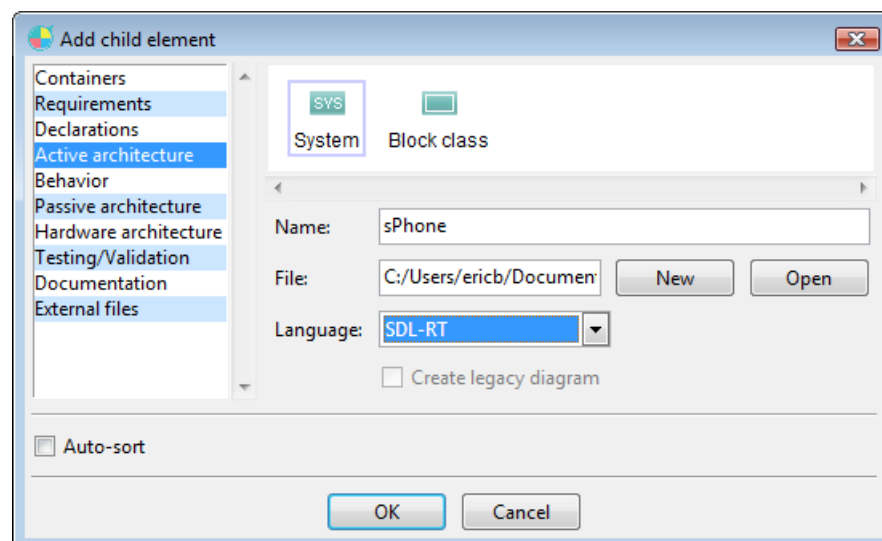 Add child element
Containers
Requirements
Declarations
Active architecture
Behavior
Passive architecture
Hardware architecture
Testing/Validation
Documentation
External files
SYS
System
Block class
Name:
sPhone
File:
C:/Users/ericb/Documen
New
Open
Language:
SDL-RT
Create legacy diagram
Auto-sort
OK
Cancel